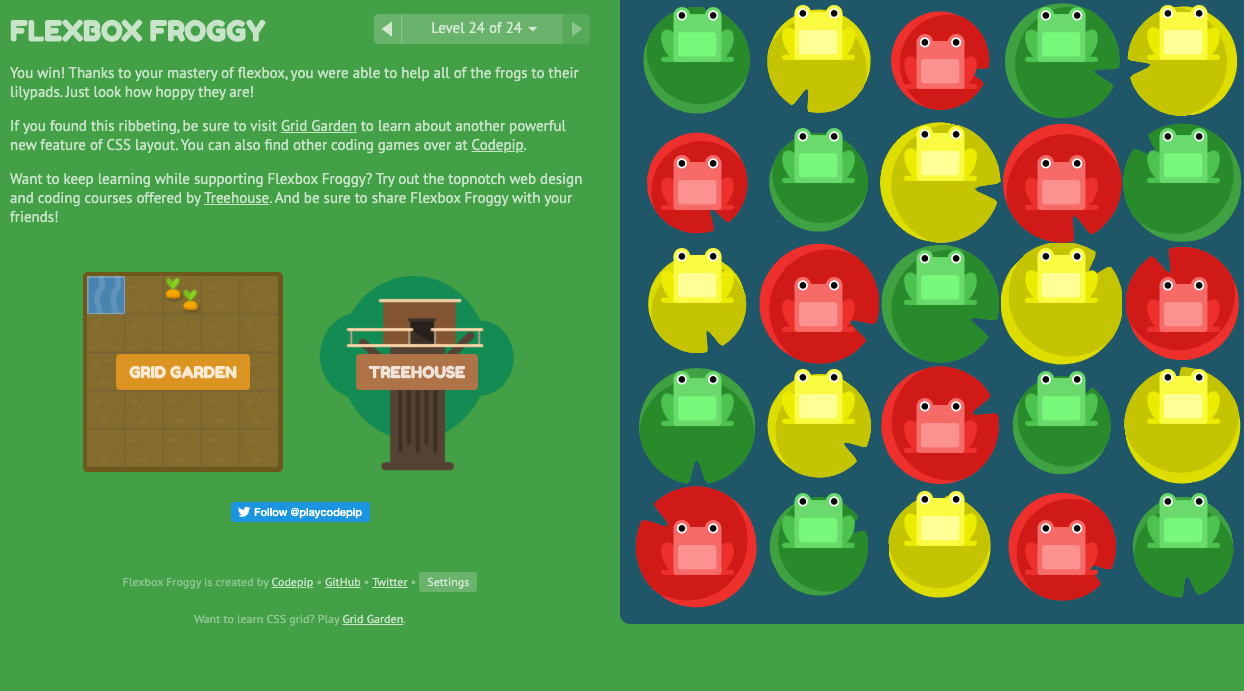 FLEXBOX FROGGY
Level 24 of 24
You win! Thanks to your mastery of flexbox, you were able to help all of the frogs to their
lilypads. Just look how hoppy they are!
If you found this ribbeting, be sure to visit Grid Garden to learn about another powerful
new feature of CSS layout. You can also find other coding games over at Codepip.
Want to keep learning while supporting Flexbox Froggy? Try out the topnotch web design
and coding courses offered by Treehouse. And be sure to share Flexbox Froggy with your
friends!
GRID GARDEN
TREEHOUSE
Follow @playcodepip
Flexbox Froggy is created by Codepip • GitHub • Twitter • Settings
Want to learn CSS grid? Play Grid Garden.